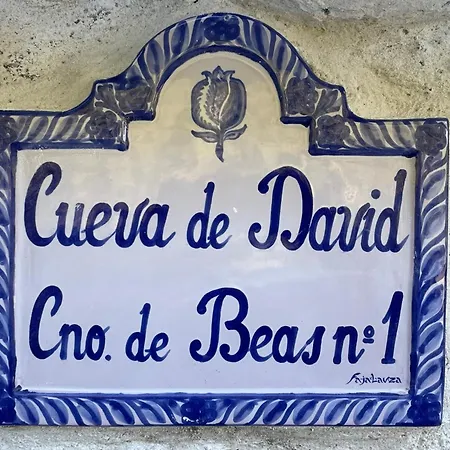 Cueva de David
Cno. de Beas nº 1
Fajalauza